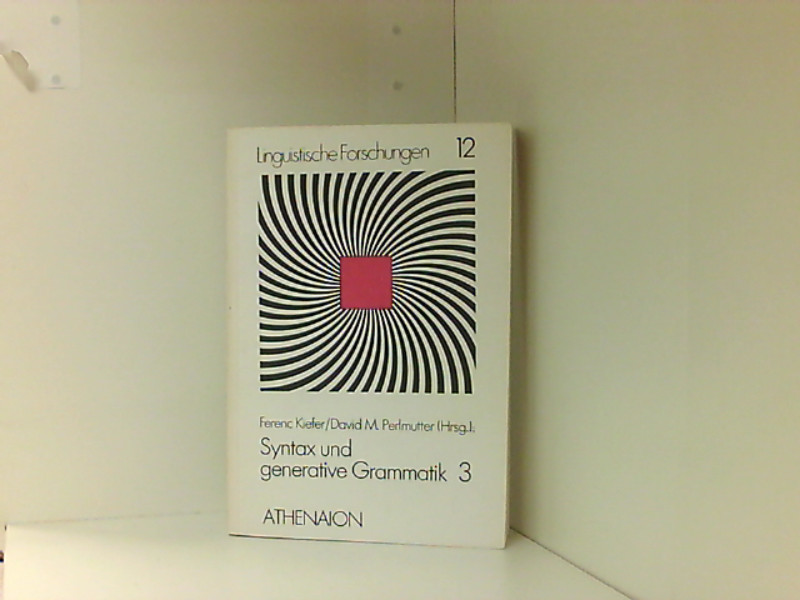 Linguistische Forschungen 12
Ferenc Kiefer/David M. Perlmutter (Hrsg.):
Syntax und
generative Grammatik 3
ATHENAION